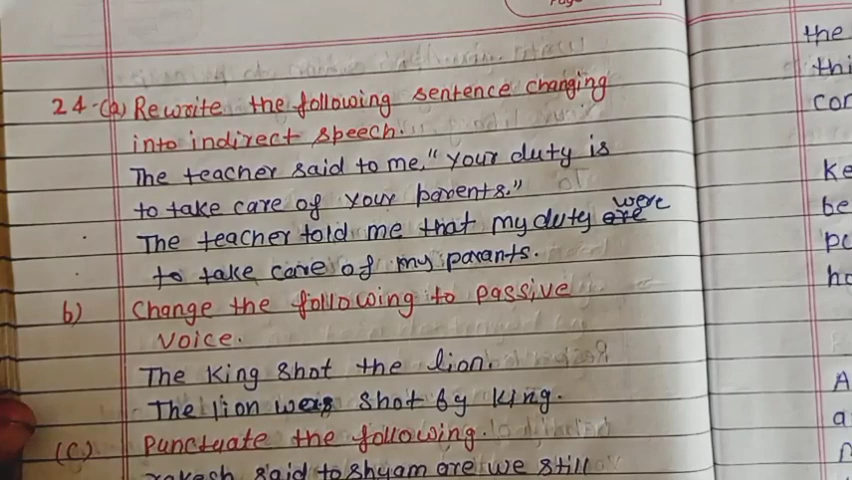 24-(a) Rewrite the following sentence changing
into indirect speech.
The teacher said to me, "Your duty is
to take care of your parents."
The teacher told me that my duty were
to take care of my parants.
b) Change the following to passive
voice.
The King shot the lion.
The lion was shot by king.
(C) Punctuate the following.
rakesh said to shyam are we still
the
thi
cor
Ke
be
po
ha
A
a